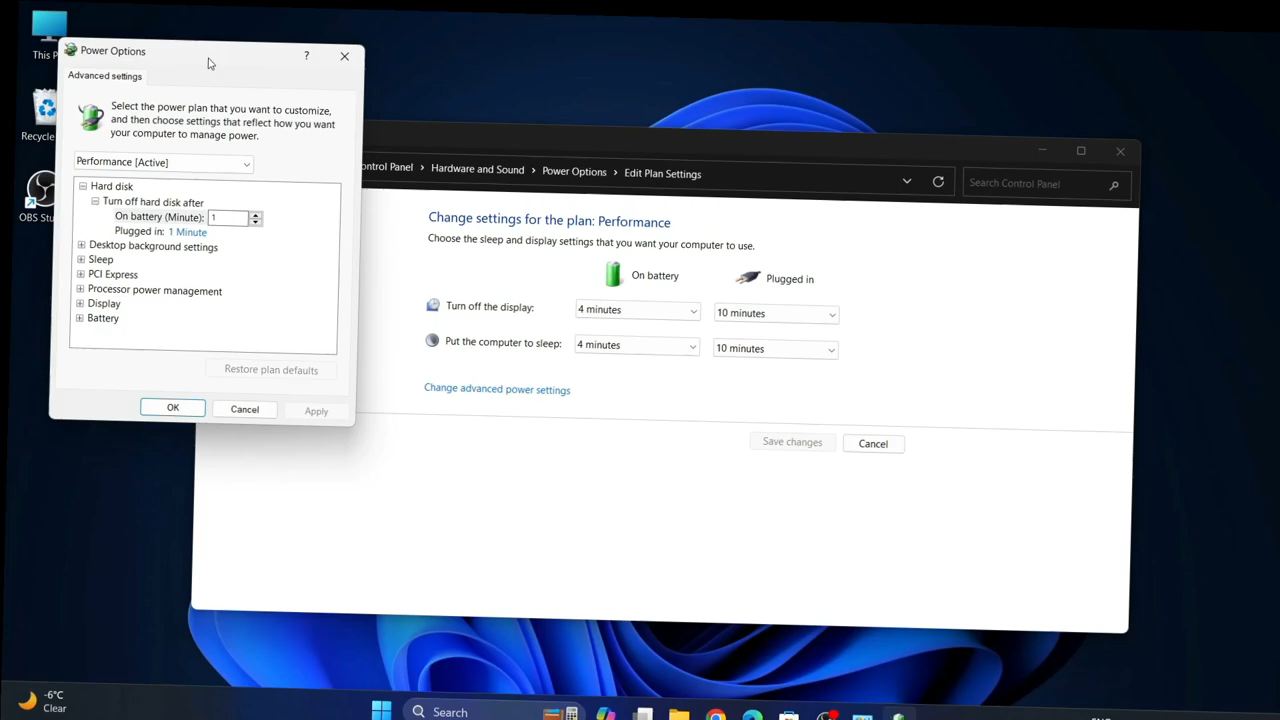 This P
Recycle
OBS Stu
Power Options
?
Advanced settings
Select the power plan that you want to customize,
and then choose settings that reflect how you want
your computer to manage power.
Performance [Active]
Hard disk
Turn off hard disk after
On battery (Minute): 1
Plugged in: 1 Minute
Desktop background settings
Sleep
PCI Express
Processor power management
Display
Battery
Restore plan defaults
OK
Cancel
Apply
ontrol Panel > Hardware and Sound > Power Options > Edit Plan Settings
Search Control Panel
Change settings for the plan: Performance
Choose the sleep and display settings that you want your computer to use.
On battery
Plugged in
Turn off the display: 4 minutes 10 minutes
Put the computer to sleep: 4 minutes 10 minutes
Change advanced power settings
Save changes
Cancel
-6°C
Clear
Search